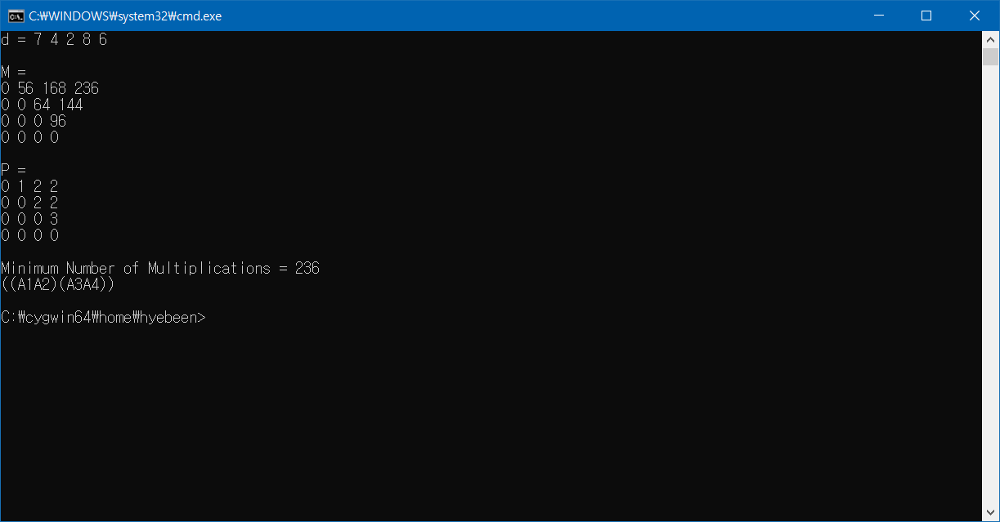 C:₩WINDOWS₩system32₩cmd.exe
d = 7 4 2 8 6
M =
0 56 168 236
0 0 64 144
0 0 0 96
0 0 0 0
P =
0 1 2 2
0 0 2 2
0 0 0 3
0 0 0 0
Minimum Number of Multiplications = 236
((A1A2)(A3A4))
C:₩cygwin64₩home₩hyebeen>